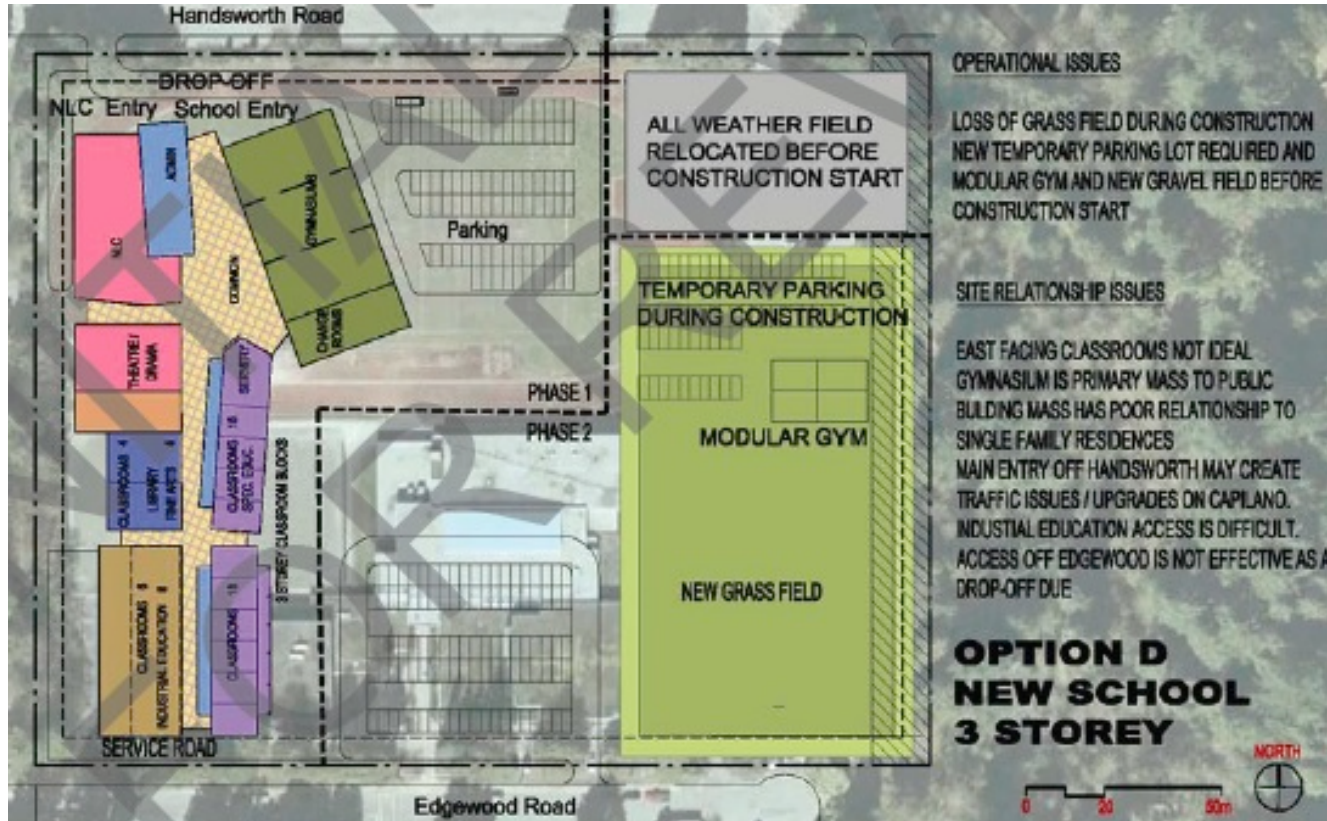 Handsworth Road
DROP-OFF
NLC Entry School Entry
ADMIN
NLC
COMMON
GYMNASIUMS
CHANGE
ROOMS
Parking
THEATRE /
DRAMA
SERVERY
CLASSROOMS 4
LIBRARY
FINE ARTS 4
CLASSROOMS
SPEC. EDUC.
3 STOREY CLASSROOM BLOCKS
CLASSROOMS 6
INDUSTRIAL EDUCATION 8
CLASSROOMS
SERVICE ROAD
PHASE 1
PHASE 2
Edgewood Road
ALL WEATHER FIELD
RELOCATED BEFORE
CONSTRUCTION START
TEMPORARY PARKING
DURING CONSTRUCTION
MODULAR GYM
NEW GRASS FIELD
OPERATIONAL ISSUES
LOSS OF GRASS FIELD DURING CONSTRUCTION
NEW TEMPORARY PARKING LOT REQUIRED AND
MODULAR GYM AND NEW GRAVEL FIELD BEFORE
CONSTRUCTION START
SITE RELATIONSHIP ISSUES
EAST FACING CLASSROOMS NOT IDEAL
GYMNASIUM IS PRIMARY MASS TO PUBLIC
BUILDING MASS HAS POOR RELATIONSHIP TO
SINGLE FAMILY RESIDENCES
MAIN ENTRY OFF HANDSWORTH MAY CREATE
TRAFFIC ISSUES / UPGRADES ON CAPILANO.
INDUSTIAL EDUCATION ACCESS IS DIFFICULT.
ACCESS OFF EDGEWOOD IS NOT EFFECTIVE AS A
DROP-OFF DUE
OPTION D
NEW SCHOOL
3 STOREY
NORTH
0 20 50m